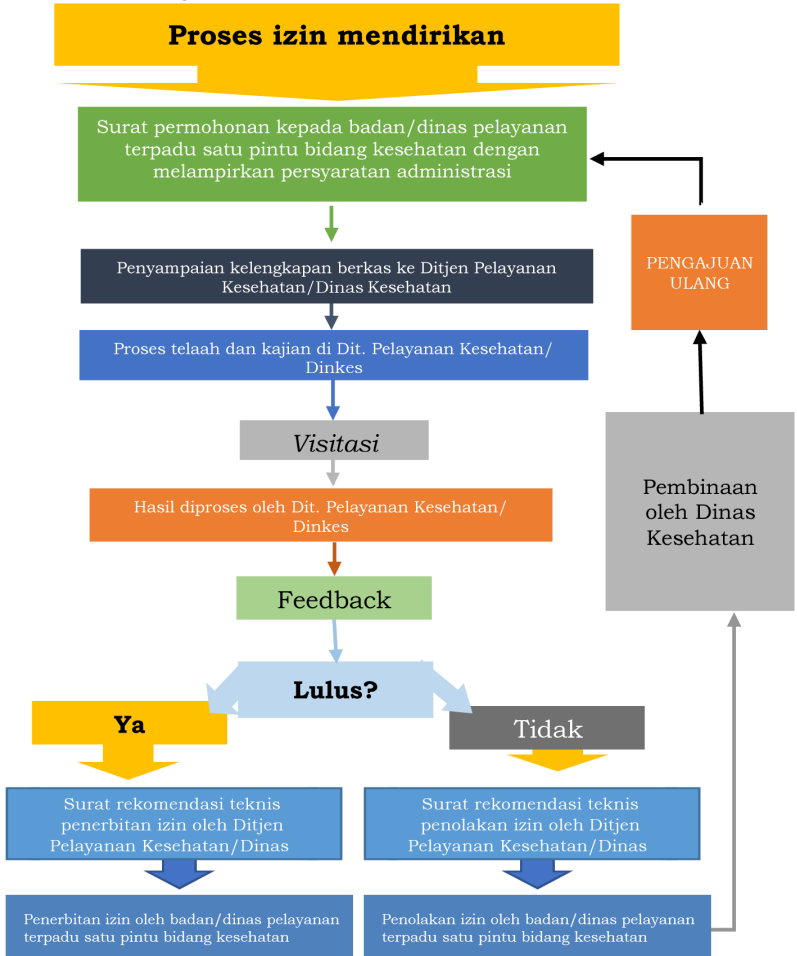 Proses izin mendirikan
Surat permohonan kepada badan/dinas pelayanan
terpadu satu pintu bidang kesehatan dengan
melampirkan persyaratan administrasi
PENGAJUAN
ULANG
Penyampaian kelengkapan berkas ke Ditjen Pelayanan
Kesehatan/Dinas Kesehatan
Proses telaah dan kajian di Dit. Pelayanan Kesehatan/
Dinkes
Visitasi
Hasil diproses oleh Dit. Pelayanan Kesehatan/
Dinkes
Pembinaan
oleh Dinas
Kesehatan
Feedback
Lulus?
Ya
Tidak
Surat rekomendasi teknis
penerbitan izin oleh Ditjen
Pelayanan Kesehatan/Dinas
Surat rekomendasi teknis
penolakan izin oleh Ditjen
Pelayanan Kesehatan/Dinas
Penerbitan izin oleh badan/dinas pelayanan
terpadu satu pintu bidang kesehatan
Penolakan izin oleh badan/dinas pelayanan
terpadu satu pintu bidang kesehatan